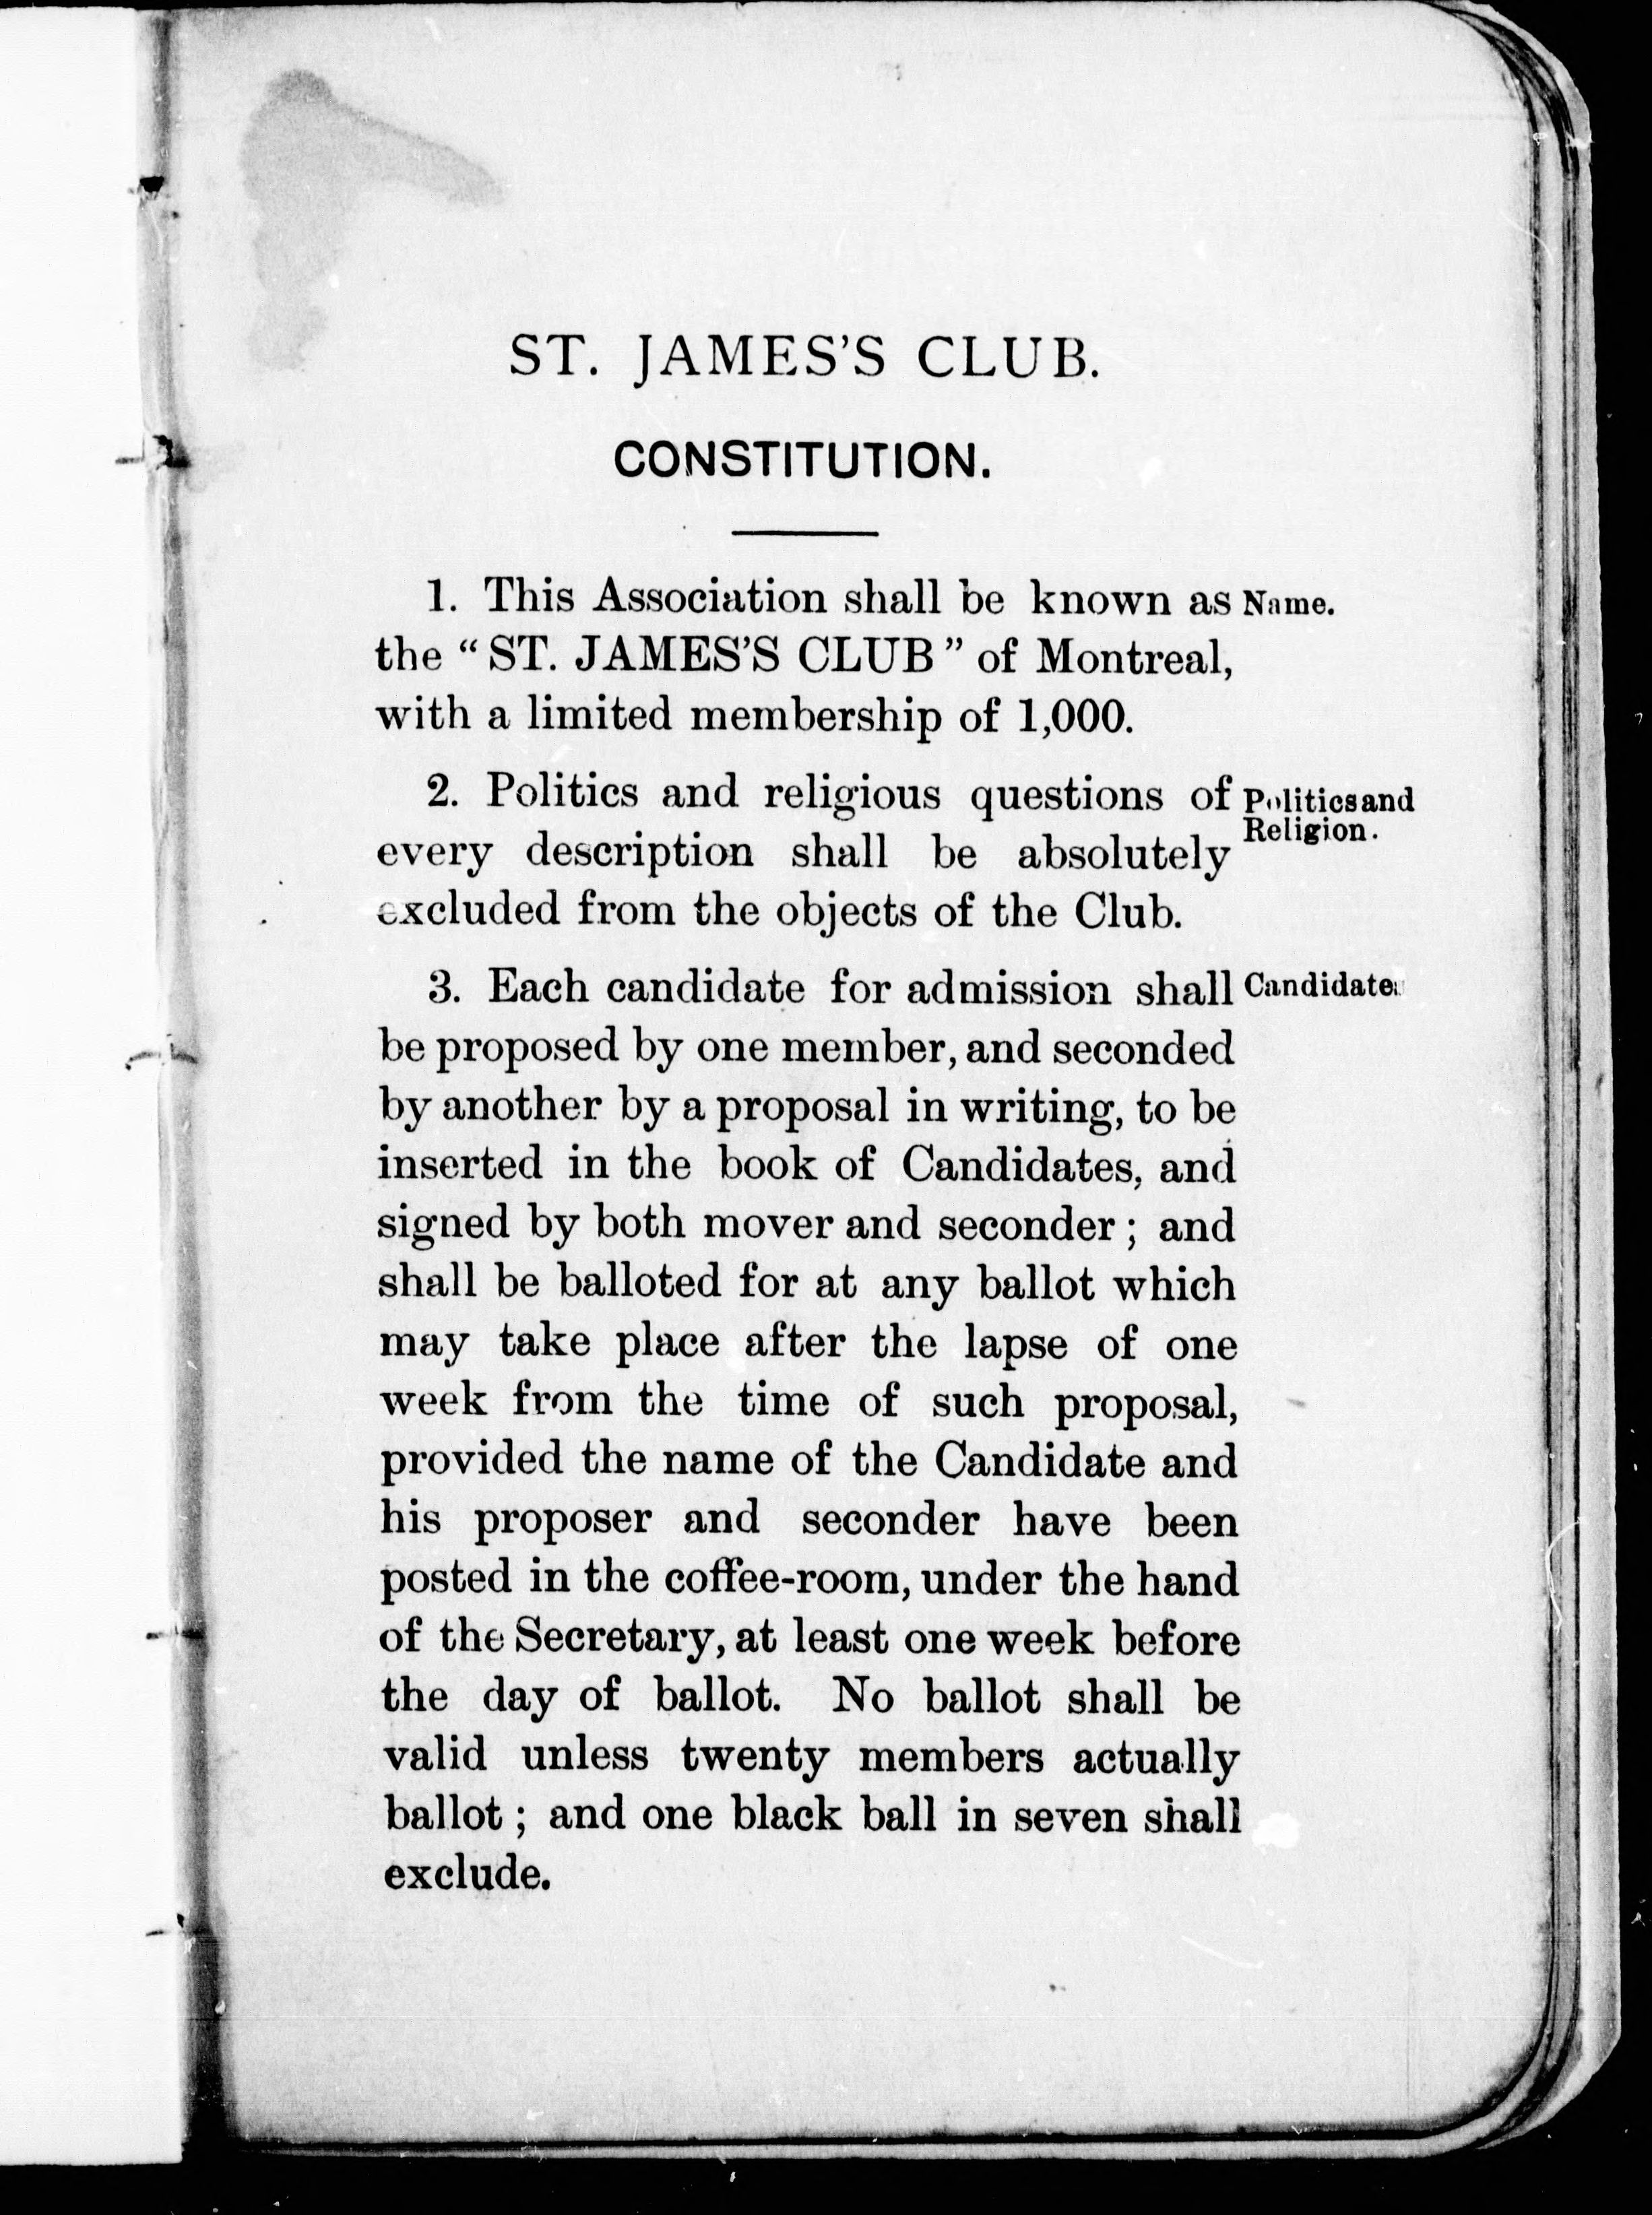 ST. JAMES'S CLUB.
CONSTITUTION.
1. This Association shall be known as Name.
the “ ST. JAMES'S CLUB ” of Montreal,
with a limited membership of 1,000.
2. Politics and religious questions of Politics and
Religion.
every description shall be absolutely
excluded from the objects of the Club.
3. Each candidate for admission shall Candidates
be proposed by one member, and seconded
by another by a proposal in writing, to be
inserted in the book of Candidates, and
signed by both mover and seconder ; and
shall be balloted for at any ballot which
may take place after the lapse of one
week from the time of such proposal,
provided the name of the Candidate and
his proposer and seconder have been
posted in the coffee-room, under the hand
of the Secretary, at least one week before
the day of ballot. No ballot shall be
valid unless twenty members actually
ballot ; and one black ball in seven shall
exclude.